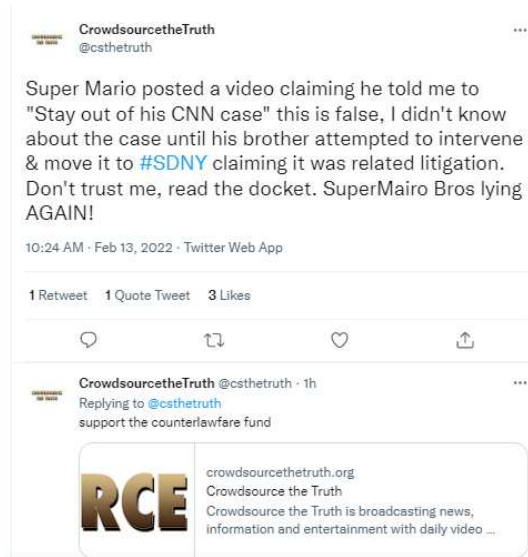 CrowdsourcetheTruth
@csthetruth
Super Mario posted a video claiming he told me to
"Stay out of his CNN case" this is false, I didn't know
about the case until his brother attempted to intervene
& move it to #SDNY claiming it was related litigation.
Don't trust me, read the docket. SuperMairo Bros lying
AGAIN!
10:24 AM · Feb 13, 2022 · Twitter Web App
1 Retweet 1 Quote Tweet 3 Likes
CrowdsourcetheTruth @csthetruth · 1h
Replying to @csthetruth
support the counterlawfare fund
RCE
crowdsourcethetruth.org
Crowdsource the Truth
Crowdsource the Truth is broadcasting news,
information and entertainment with daily video ...